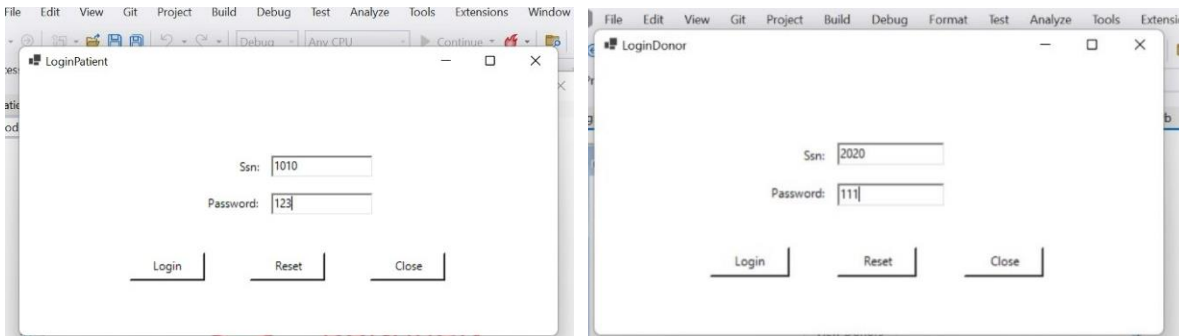 File Edit View Git Project Build Debug Test Analyze Tools Extensions Window
Debug Any CPU Continue
LoginPatient
Ssn: 1010
Password: 123
Login Reset Close
File Edit View Git Project Build Debug Format Test Analyze Tools
LoginDonor
Ssn: 2020
Password: 111
Login Reset Close